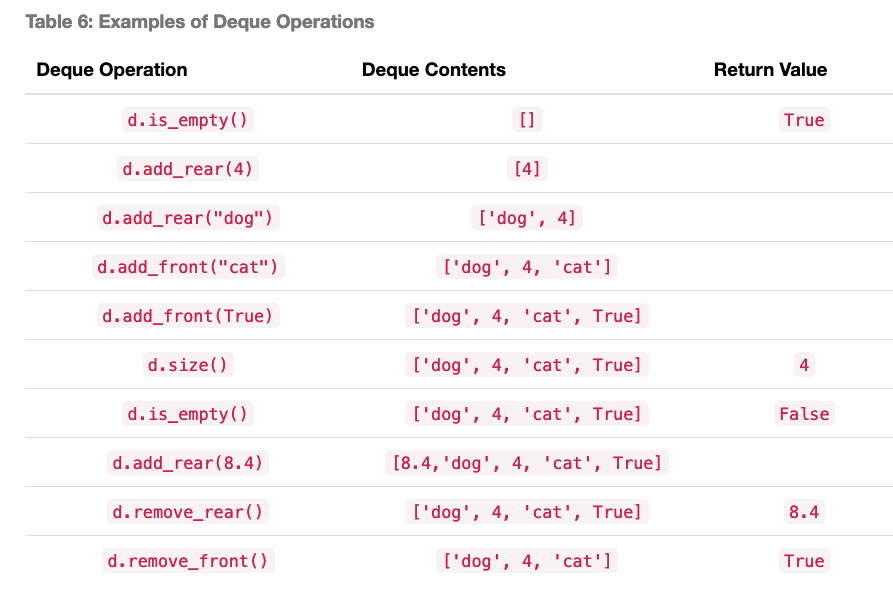 Table 6: Examples of Deque Operations
Deque Operation Deque Contents Return Value
d.is_empty() [] True
d.add_rear(4) [4]
d.add_rear("dog") ['dog', 4]
d.add_front("cat") ['dog', 4, 'cat']
d.add_front(True) ['dog', 4, 'cat', True]
d.size() ['dog', 4, 'cat', True] 4
d.is_empty() ['dog', 4, 'cat', True] False
d.add_rear(8.4) [8.4,'dog', 4, 'cat', True]
d.remove_rear() ['dog', 4, 'cat', True] 8.4
d.remove_front() ['dog', 4, 'cat'] True